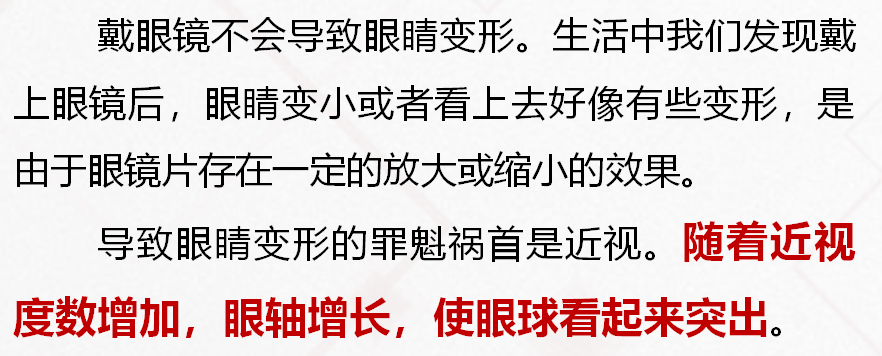 戴眼镜不会导致眼睛变形。生活中我们发现戴
上眼镜后，眼睛变小或者看上去好像有些变形，是
由于眼镜片存在一定的放大或缩小的效果。
导致眼睛变形的罪魁祸首是近视。随着近视
度数增加，眼轴增长，使眼球看起来突出。